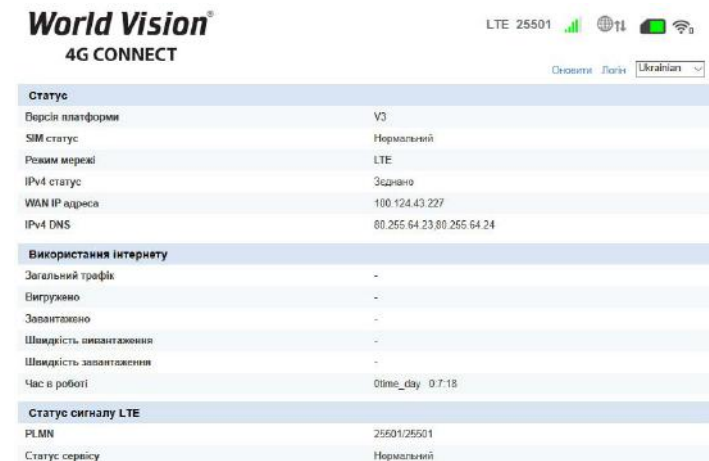 World Vision®
4G CONNECT
LTE 25501
Оновити Логін Ukrainian
Статус
Версія платформи V3
SIM статус Нормальний
Режим мережі LTE
IPv4 статус Зєднано
WAN IP адреса 100.124.43.227
IPv4 DNS 80.255.64.23;80.255.64.24
Використання інтернету
Загальний трафік -
Вигружено -
Завантажено -
Швидкість вивантаження -
Швидкість завантаження -
Час в роботі 0time_day 0:7:18
Статус сигналу LTE
PLMN 25501/25501
Статус сервісу Нормальний